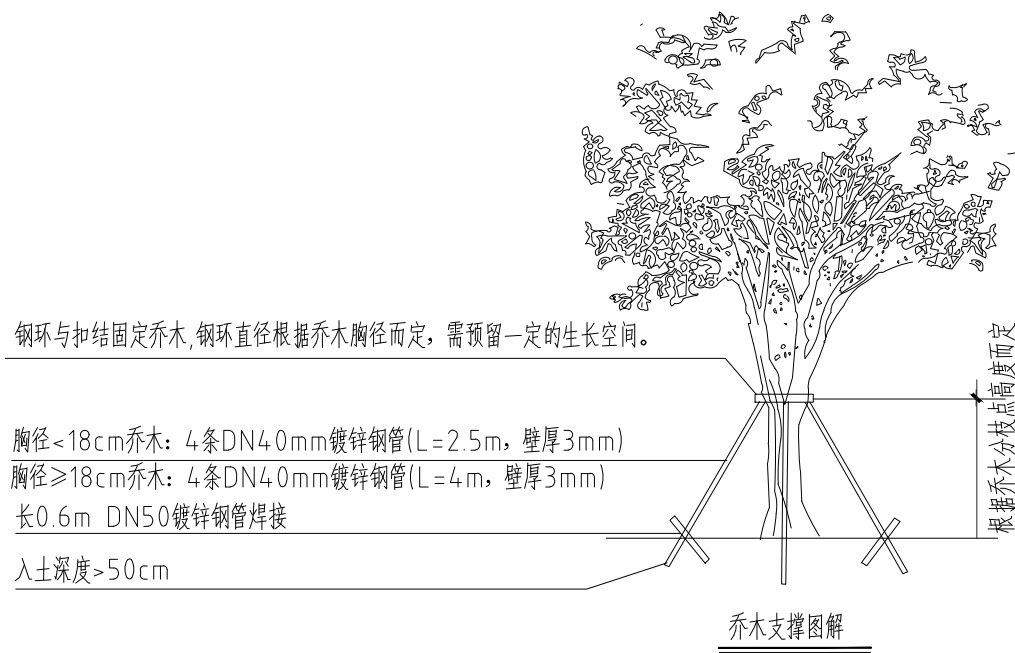 钢环与扣结固定乔木,钢环直径根据乔木胸径而定，需预留一定的生长空间。
胸径<18cm乔木：4条DN40mm镀锌钢管(L=2.5m，壁厚3mm)
胸径≥18cm乔木：4条DN40mm镀锌钢管(L=4m，壁厚3mm)
长0.6m DN50镀锌钢管焊接
入土深度>50cm
根据乔木分枝点高度而定
乔木支撑图解